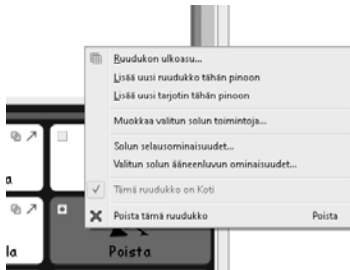 Ruudukon ulkoasu...
Lisää uusi ruudukko tähän pinoon
Lisää uusi tarjotin tähän pinoon
Muokkaa valitun solun toimintoja...
Solun selausominaisuudet...
Valitun solun ääneenluvun ominaisuudet...
Tämä ruudukko on Koti
Poista tämä ruudukko Poista
a
la Poista